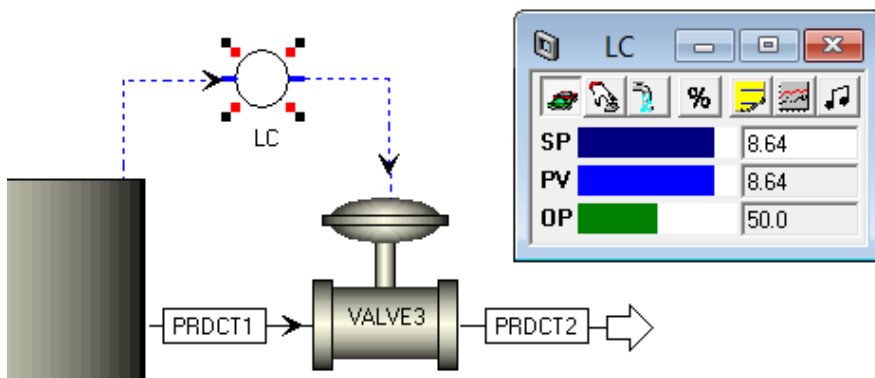 LC
LC
%
SP 8.64
PV 8.64
OP 50.0
VALVE3
PRDCT1
PRDCT2